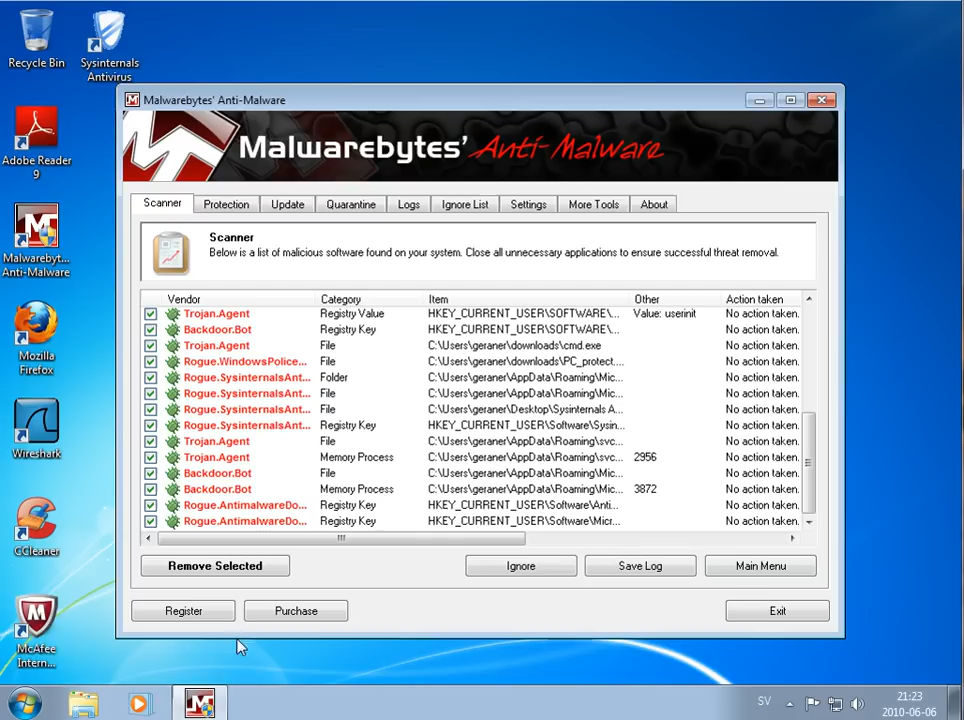 Recycle Bin
Sysinternals
Antivirus
Adobe Reader
9
Malwarebyt...
Anti-Malware
Mozilla
Firefox
Wireshark
CCleaner
McAfee
Intern...
Malwarebytes' Anti-Malware
Malwarebytes' Anti-Malware
Scanner Protection Update Quarantine Logs Ignore List Settings More Tools About
Scanner
Below is a list of malicious software found on your system. Close all unnecessary applications to ensure successful threat removal.
Vendor Category Item Other Action taken
Trojan.Agent Registry Value HKEY_CURRENT_USER\SOFTWARE\... Value: userinit No action taken.
Backdoor.Bot Registry Key HKEY_CURRENT_USER\SOFTWARE\... No action taken.
Trojan.Agent File C:\Users\geraner\downloads\cmd.exe No action taken.
Rogue.WindowsPolice... File C:\Users\geraner\downloads\PC_protect.... No action taken.
Rogue.SysinternalsAnt... Folder C:\Users\geraner\AppData\Roaming\Mic... No action taken.
Rogue.SysinternalsAnt... File C:\Users\geraner\AppData\Roaming\Mic... No action taken.
Rogue.SysinternalsAnt... File C:\Users\geraner\Desktop\Sysinternals A... No action taken.
Rogue.SysinternalsAnt... Registry Key HKEY_CURRENT_USER\Software\Sysin... No action taken.
Trojan.Agent File C:\Users\geraner\AppData\Roaming\svc... No action taken.
Trojan.Agent Memory Process C:\Users\geraner\AppData\Roaming\svc... 2956 No action taken.
Backdoor.Bot File C:\Users\geraner\AppData\Roaming\Mic... No action taken.
Backdoor.Bot Memory Process C:\Users\geraner\AppData\Roaming\Mic... 3872 No action taken.
Rogue.AntimalwareDo... Registry Key HKEY_CURRENT_USER\Software\Anti... No action taken.
Rogue.AntimalwareDo... Registry Key HKEY_CURRENT_USER\Software\Micr... No action taken.
Remove Selected Ignore Save Log Main Menu
Register Purchase Exit
SV
21:23
2010-06-06